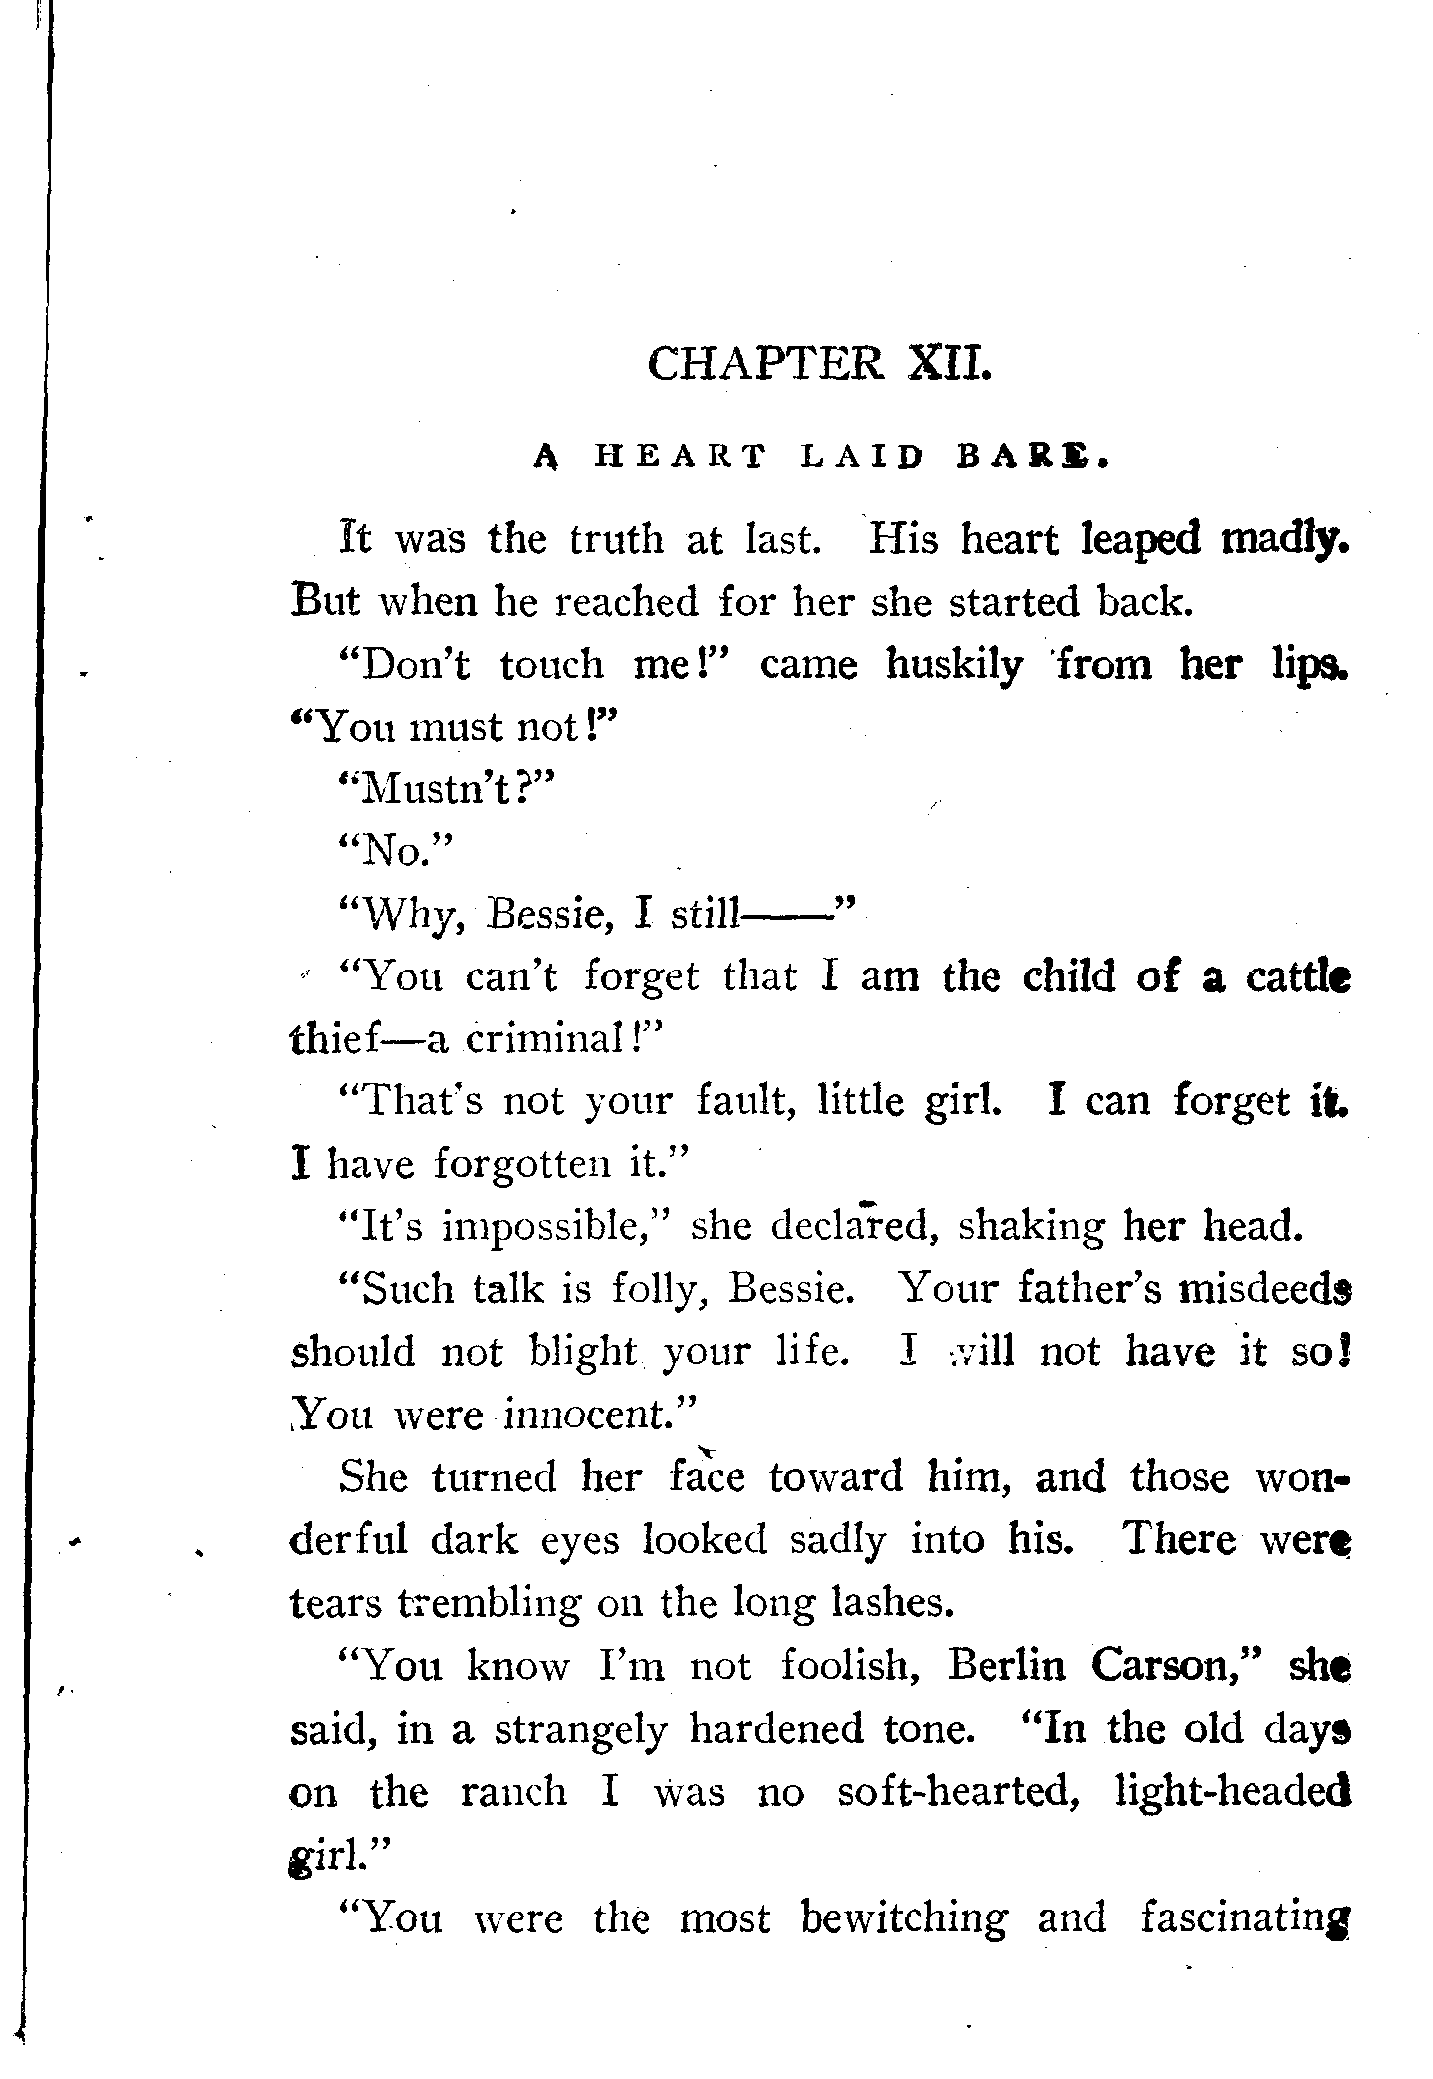 CHAPTER XII.
A HEART LAID BARE.
It was the truth at last. His heart leaped madly.
But when he reached for her she started back.
“Don’t touch me!” came huskily from her lips.
“You must not!”
“Mustn’t?”
“No.”
“Why, Bessie, I still——”
“You can’t forget that I am the child of a cattle
thief—a criminal!”
“That’s not your fault, little girl. I can forget it.
I have forgotten it.”
“It’s impossible,” she declared, shaking her head.
“Such talk is folly, Bessie. Your father’s misdeeds
should not blight your life. I will not have it so!
You were innocent.”
She turned her face toward him, and those won-
derful dark eyes looked sadly into his. There were
tears trembling on the long lashes.
“You know I’m not foolish, Berlin Carson,” she
said, in a strangely hardened tone. “In the old days
on the ranch I was no soft-hearted, light-headed
girl.”
“You were the most bewitching and fascinating